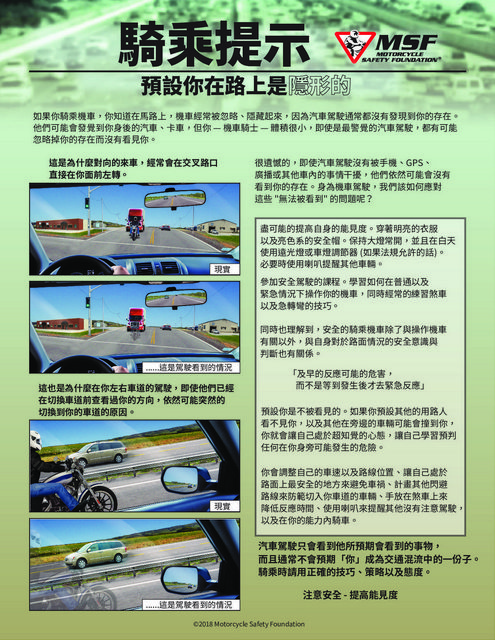 騎乘提示
MSF
MOTORCYCLE
SAFETY FOUNDATION®
預設你在路上是隱形的
如果你騎乘機車，你知道在馬路上，機車經常被忽略、隱藏起來，因為汽車駕駛通常都沒有發現到你的存在。
他們可能會發覺到你身後的汽車、卡車，但你 — 機車騎士 — 體積很小，即使是最警覺的汽車駕駛，都有可能
忽略掉你的存在而沒有看見你。
這是為什麼對向的來車，經常會在交叉路口
直接在你面前左轉。
現實
......這是駕駛看到的情況
這也是為什麼在你左右車道的駕駛，即使他們已經
在切換車道前查看過你的方向，依然可能突然的
切換到你的車道的原因。
現實
......這是駕駛看到的情況
很遺憾的，即使汽車駕駛沒有被手機、GPS、
廣播或其他車內的事情干擾，他們依然可能會沒有
看到你的存在。身為機車駕駛，我們該如何應對
這些 "無法被看到" 的問題呢？
盡可能的提高自身的能見度。穿著明亮的衣服
以及亮色系的安全帽。保持大燈常開，並且在白天
使用遠光燈或車燈調節器 (如果法規允許的話)。
必要時使用喇叭提醒其他車輛。
參加安全駕駛的課程。學習如何在普通以及
緊急情況下操作你的機車，同時經常的練習煞車
以及急轉彎的技巧。
同時也理解到，安全的騎乘機車除了與操作機車
有關以外，與自身對於路面情況的安全意識與
判斷也有關係。
「及早的反應可能的危害，
而不是等到發生後才去緊急反應」
預設你是不被看見的。如果你預設其他的用路人
看不見你，以及其他在旁邊的車輛可能會撞到你，
你就會讓自己處於超知覺的心態，讓自己學習預判
任何在你身旁可能發生的危險。
你會調整自己的車速以及路線位置、讓自己處於
路面上最安全的地方來避免車禍、計畫其他閃避
路線來防範切入你車道的車輛、手放在煞車上來
降低反應時間、使用喇叭來提醒其他沒有注意駕駛，
以及在你的能力內騎車。
汽車駕駛只會看到他所預期會看到的事物，
而且通常不會預期「你」成為交通混流中的一份子。
騎乘時請用正確的技巧、策略以及態度。
注意安全 - 提高能見度
©2018 Motorcycle Safety Foundation